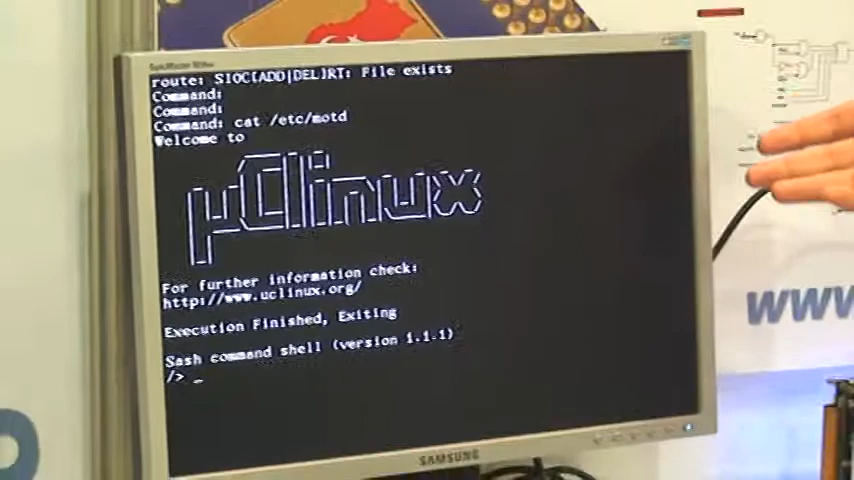 SyncMaster
route: SIOC[ADD|DEL]RT: File exists
Command:
Command:
Command: cat /etc/motd
Welcome to
µClinux
For further information check:
http://www.uclinux.org/
Execution Finished, Exiting
Sash command shell (version 1.1.1)
/> _
SAMSUNG
www